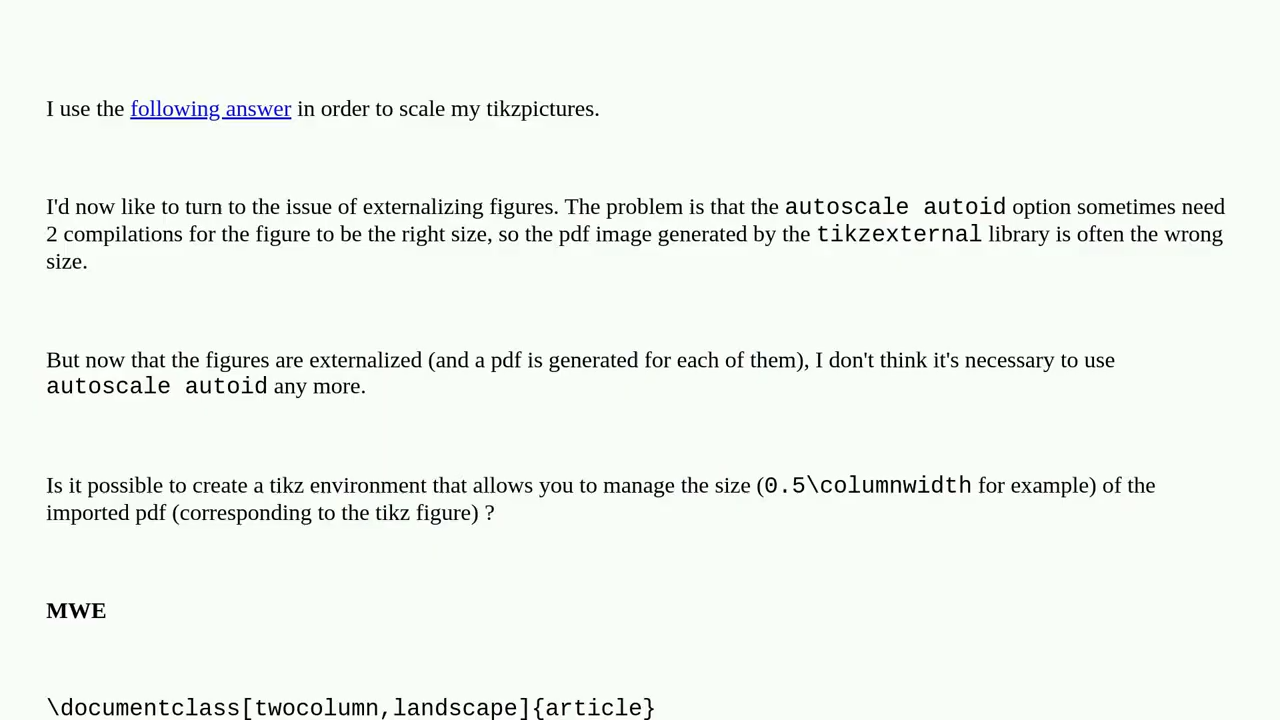 I use the following answer in order to scale my tikzpictures.
I'd now like to turn to the issue of externalizing figures. The problem is that the autoscale autoid option sometimes need
2 compilations for the figure to be the right size, so the pdf image generated by the tikzexternal library is often the wrong
size.
But now that the figures are externalized (and a pdf is generated for each of them), I don't think it's necessary to use
autoscale autoid any more.
Is it possible to create a tikz environment that allows you to manage the size (0.5\columnwidth for example) of the
imported pdf (corresponding to the tikz figure) ?
MWE
\documentclass[twocolumn,landscape]{article}